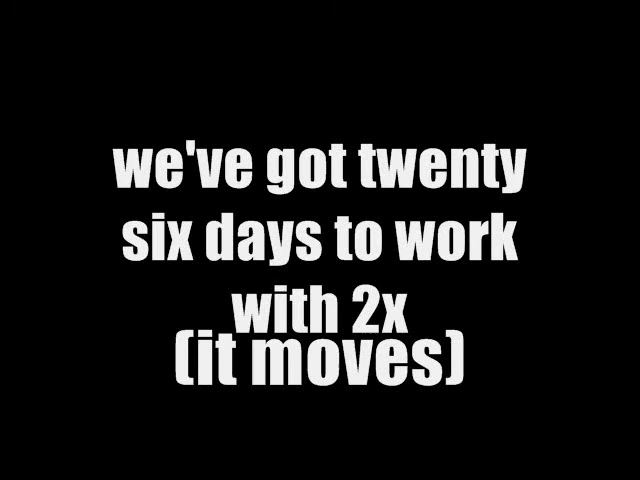 we've got twenty
six days to work
with 2x
(it moves)